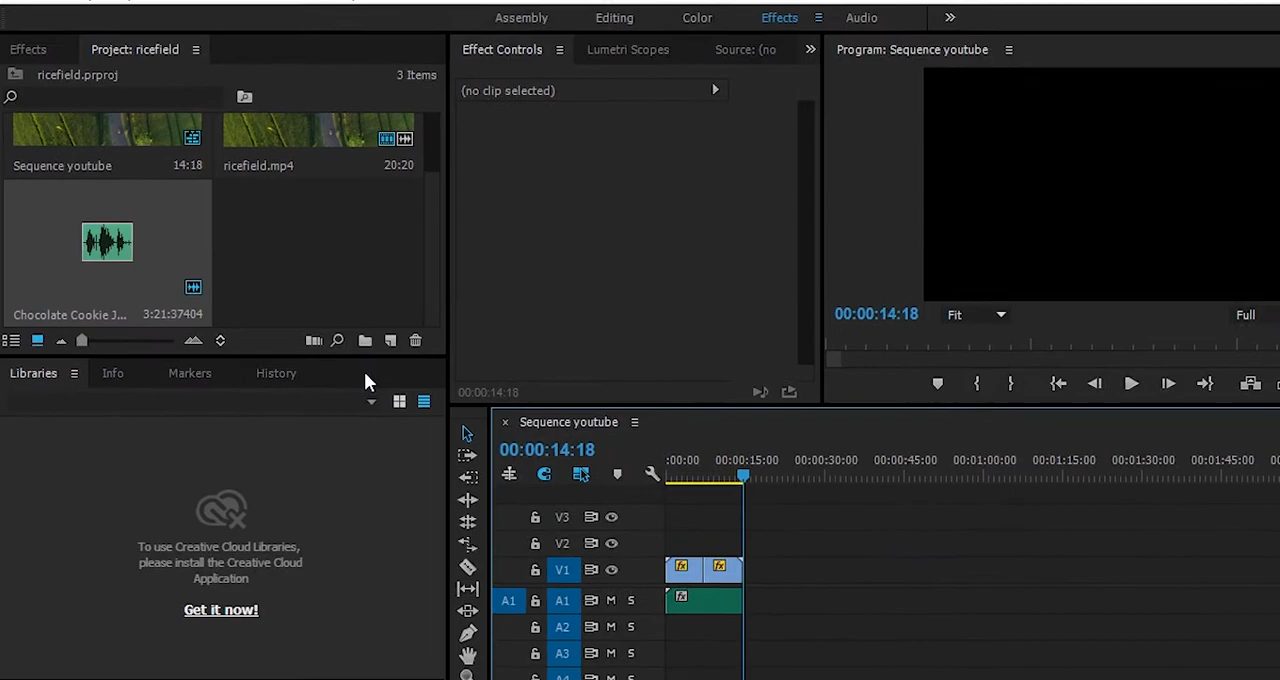 Assembly Editing Color Effects Audio
Effects Project: ricefield
ricefield.prproj 3 Items
Sequence youtube 14:18 ricefield.mp4 20:20
Chocolate Cookie J... 3:21:37404
Effect Controls Lumetri Scopes Source: (no
(no clip selected)
00:00:14:18
Program: Sequence youtube
00:00:14:18 Fit Full
Libraries Info Markers History
To use Creative Cloud Libraries,
please install the Creative Cloud
Application
Get it now!
× Sequence youtube
00:00:14:18
:00:00 00:00:15:00 00:00:30:00 00:00:45:00 00:01:00:00 00:01:15:00 00:01:30:00 00:01:45:00
V3
V2
V1 fx fx
A1 A1 M S fx
A2 M S
A3 M S